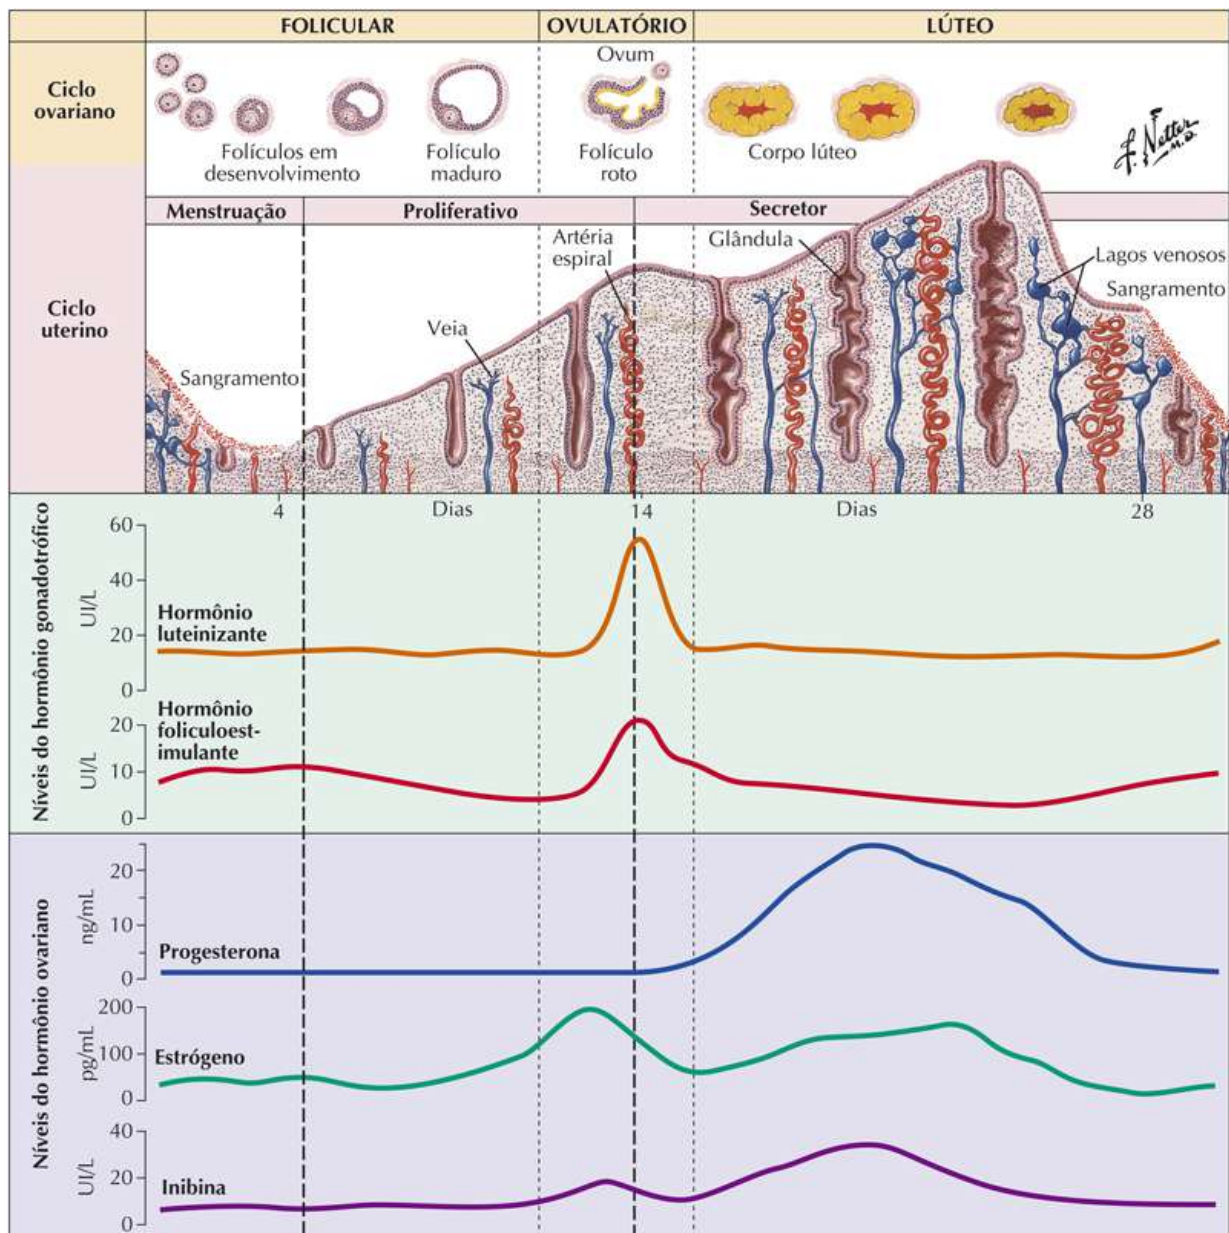 FOLICULAR
OVULATÓRIO
LÚTEO
Ciclo
ovariano
Ovum
Folículos em
desenvolvimento
Folículo
maduro
Folículo
roto
Corpo lúteo
f. Netter
M.D.
Menstruação
Proliferativo
Secretor
Ciclo
uterino
Sangramento
Veia
Artéria
espiral
Glândula
Lagos venosos
Sangramento
4
Dias
14
Dias
28
Níveis do hormônio gonadotrófico
UI/L
60
40
20
0
Hormônio
luteinizante
UI/L
20
10
0
Hormônio
foliculoest-
imulante
Níveis do hormônio ovariano
ng/mL
20
10
0
Progesterona
pg/mL
200
100
0
Estrógeno
UI/L
40
20
0
Inibina